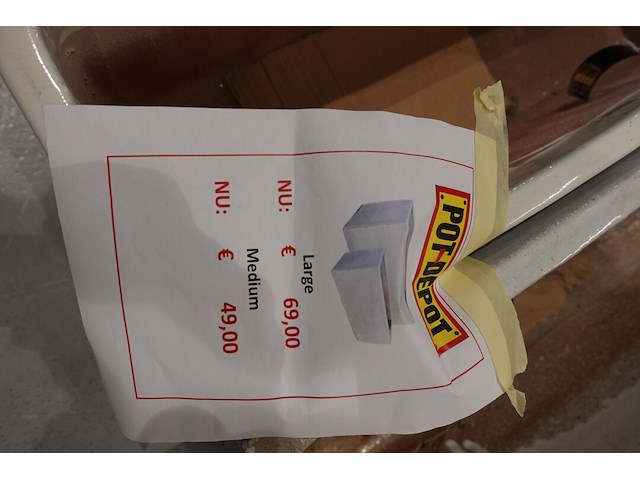 POT DEPOT
Large
NU: € 69,00
Medium
NU: € 49,00